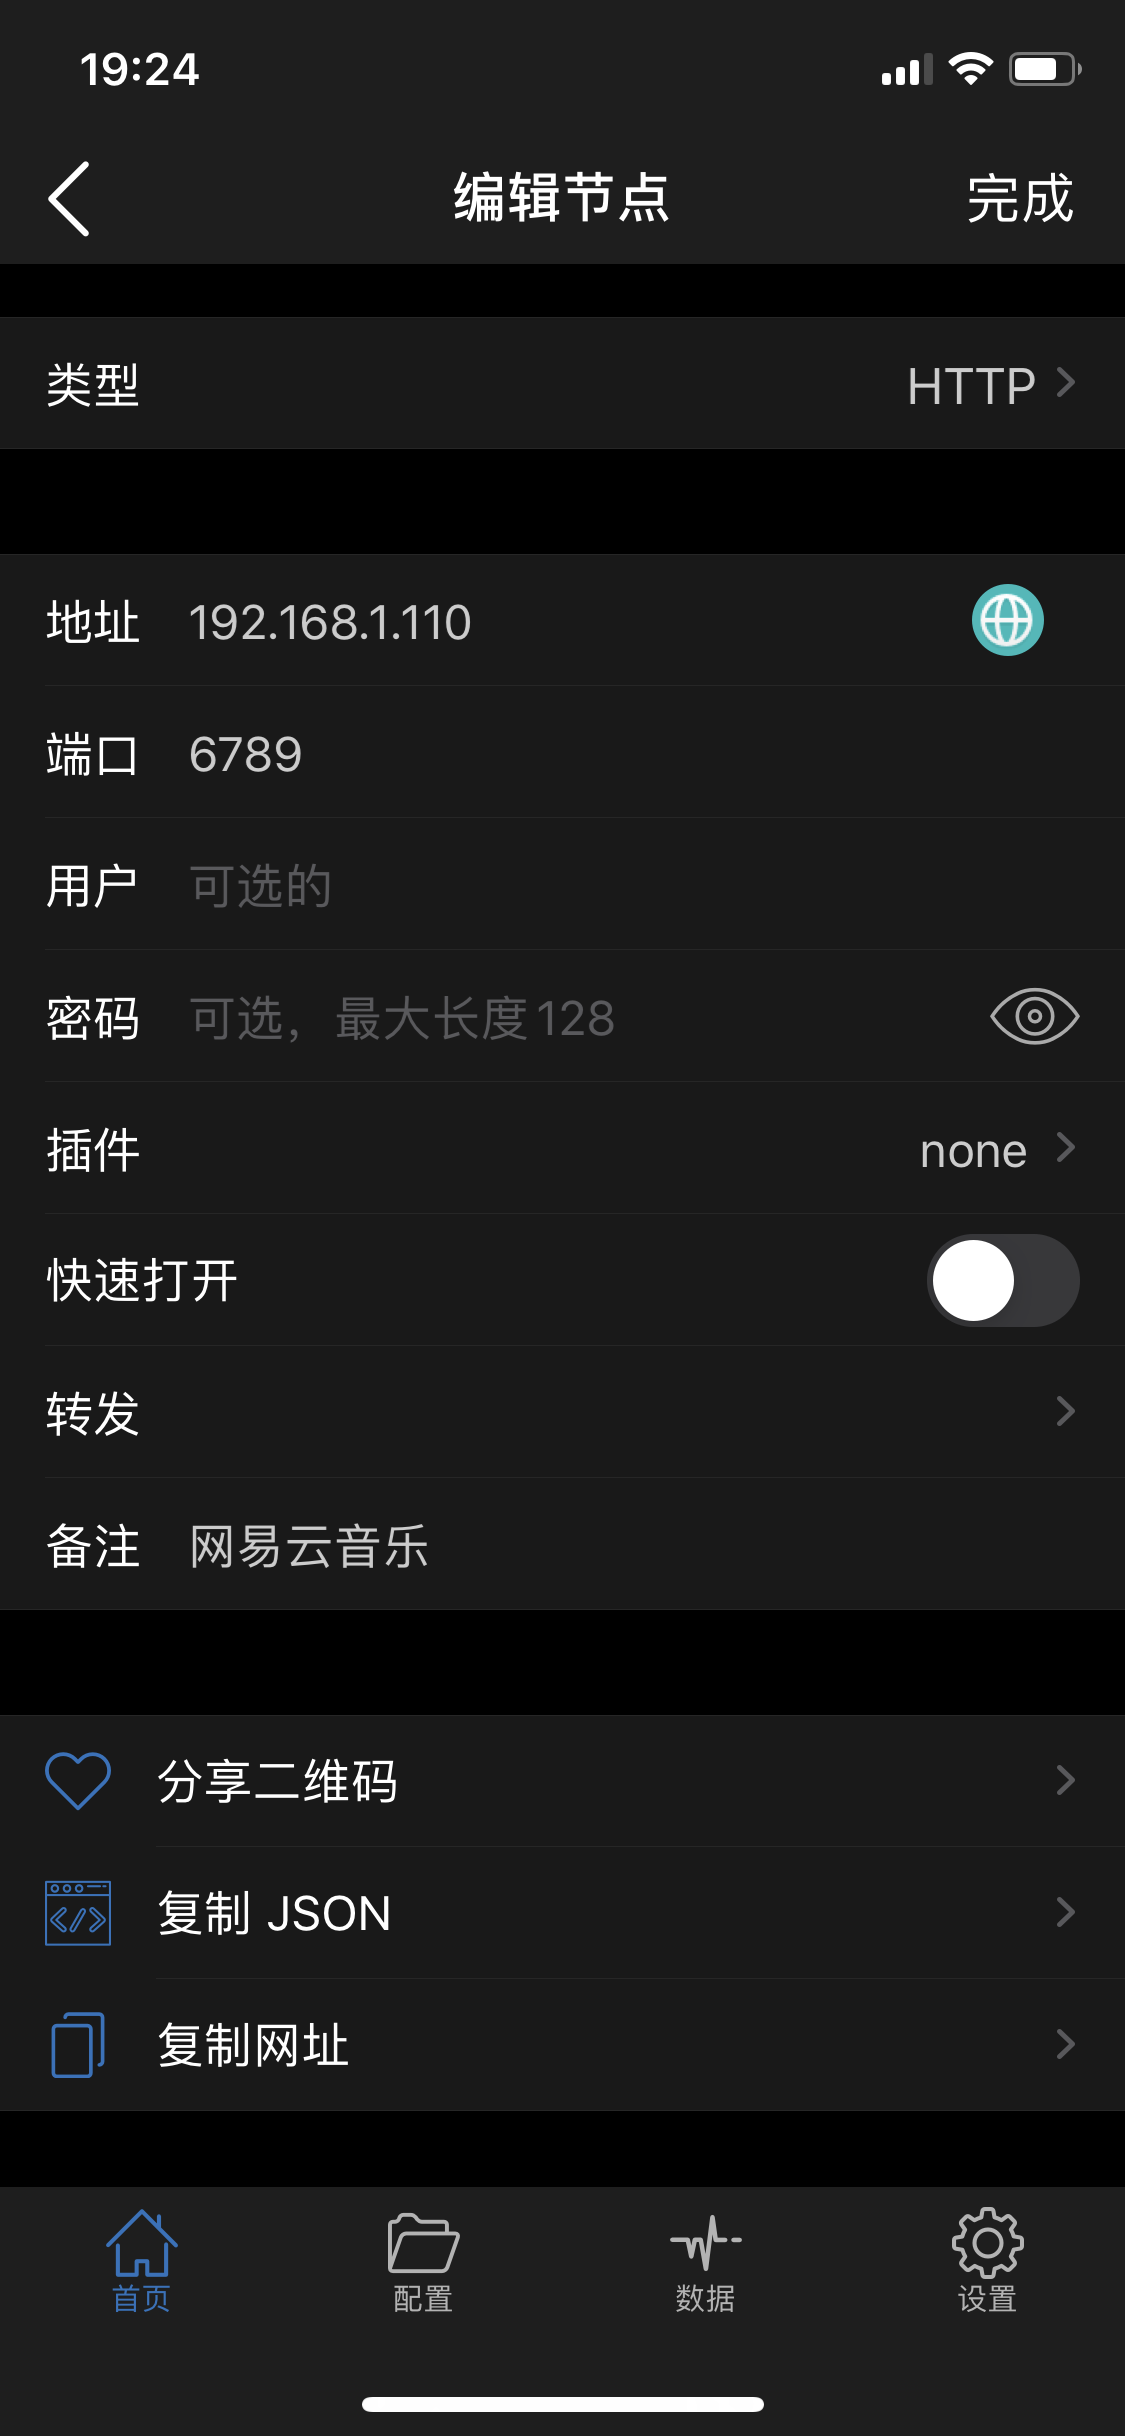 19:24
编辑节点
完成
类型 HTTP
地址 192.168.1.110
端口 6789
用户 可选的
密码 可选，最大长度128
插件 none
快速打开
转发
备注 网易云音乐
分享二维码
复制 JSON
复制网址
首页 配置 数据 设置